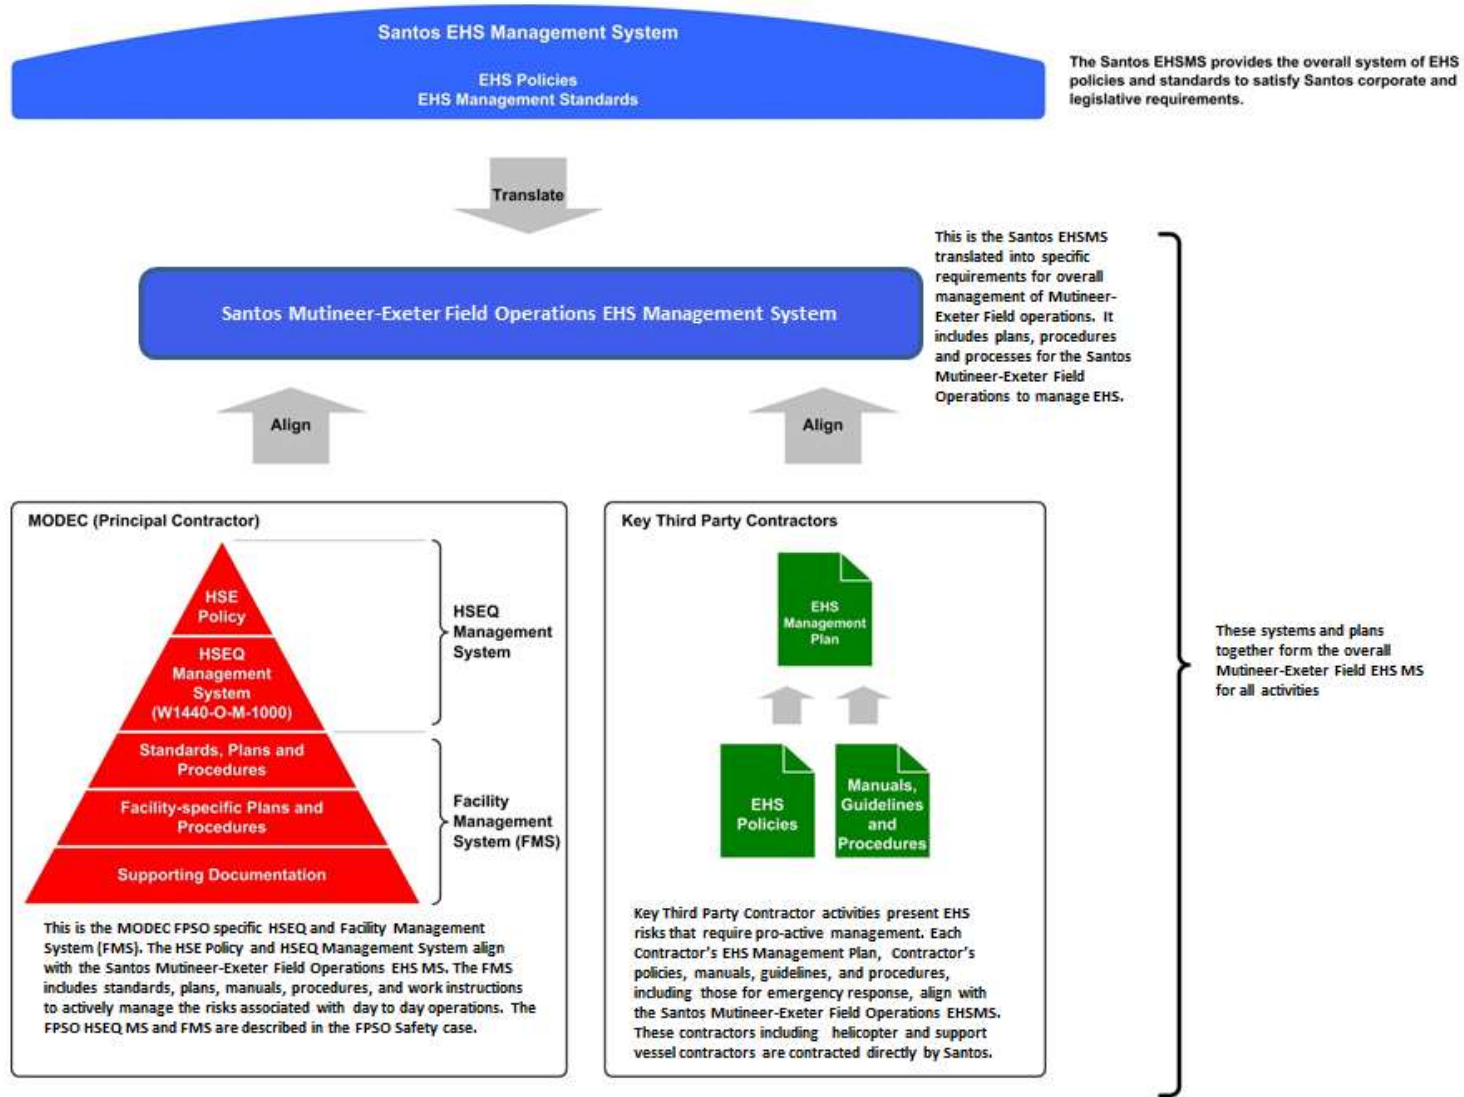 Santos EHS Management System
EHS Policies
EHS Management Standards
The Santos EHSMS provides the overall system of EHS
policies and standards to satisfy Santos corporate and
legislative requirements.
Translate
This is the Santos EHSMS
translated into specific
requirements for overall
management of Mutineer-
Exeter Field operations. It
includes plans, procedures
and processes for the Santos
Mutineer-Exeter Field
Operations to manage EHS.
Santos Mutineer-Exeter Field Operations EHS Management System
Align
Align
MODEC (Principal Contractor)
HSE
Policy
HSEQ
Management
System
(W1440-O-M-1000)
Standards, Plans and
Procedures
Facility-specific Plans and
Procedures
Supporting Documentation
HSEQ
Management
System
Facility
Management
System (FMS)
This is the MODEC FPSO specific HSEQ and Facility Management
System (FMS). The HSE Policy and HSEQ Management System align
with the Santos Mutineer-Exeter Field Operations EHS MS. The FMS
includes standards, plans, manuals, procedures, and work instructions
to actively manage the risks associated with day to day operations. The
FPSO HSEQ MS and FMS are described in the FPSO Safety case.
Key Third Party Contractors
EHS
Management
Plan
EHS
Policies
Manuals,
Guidelines
and
Procedures
Key Third Party Contractor activities present EHS
risks that require pro-active management. Each
Contractor's EHS Management Plan, Contractor's
policies, manuals, guidelines, and procedures,
including those for emergency response, align with
the Santos Mutineer-Exeter Field Operations EHSMS.
These contractors including helicopter and support
vessel contractors are contracted directly by Santos.
These systems and plans
together form the overall
Mutineer-Exeter Field EHS MS
for all activities